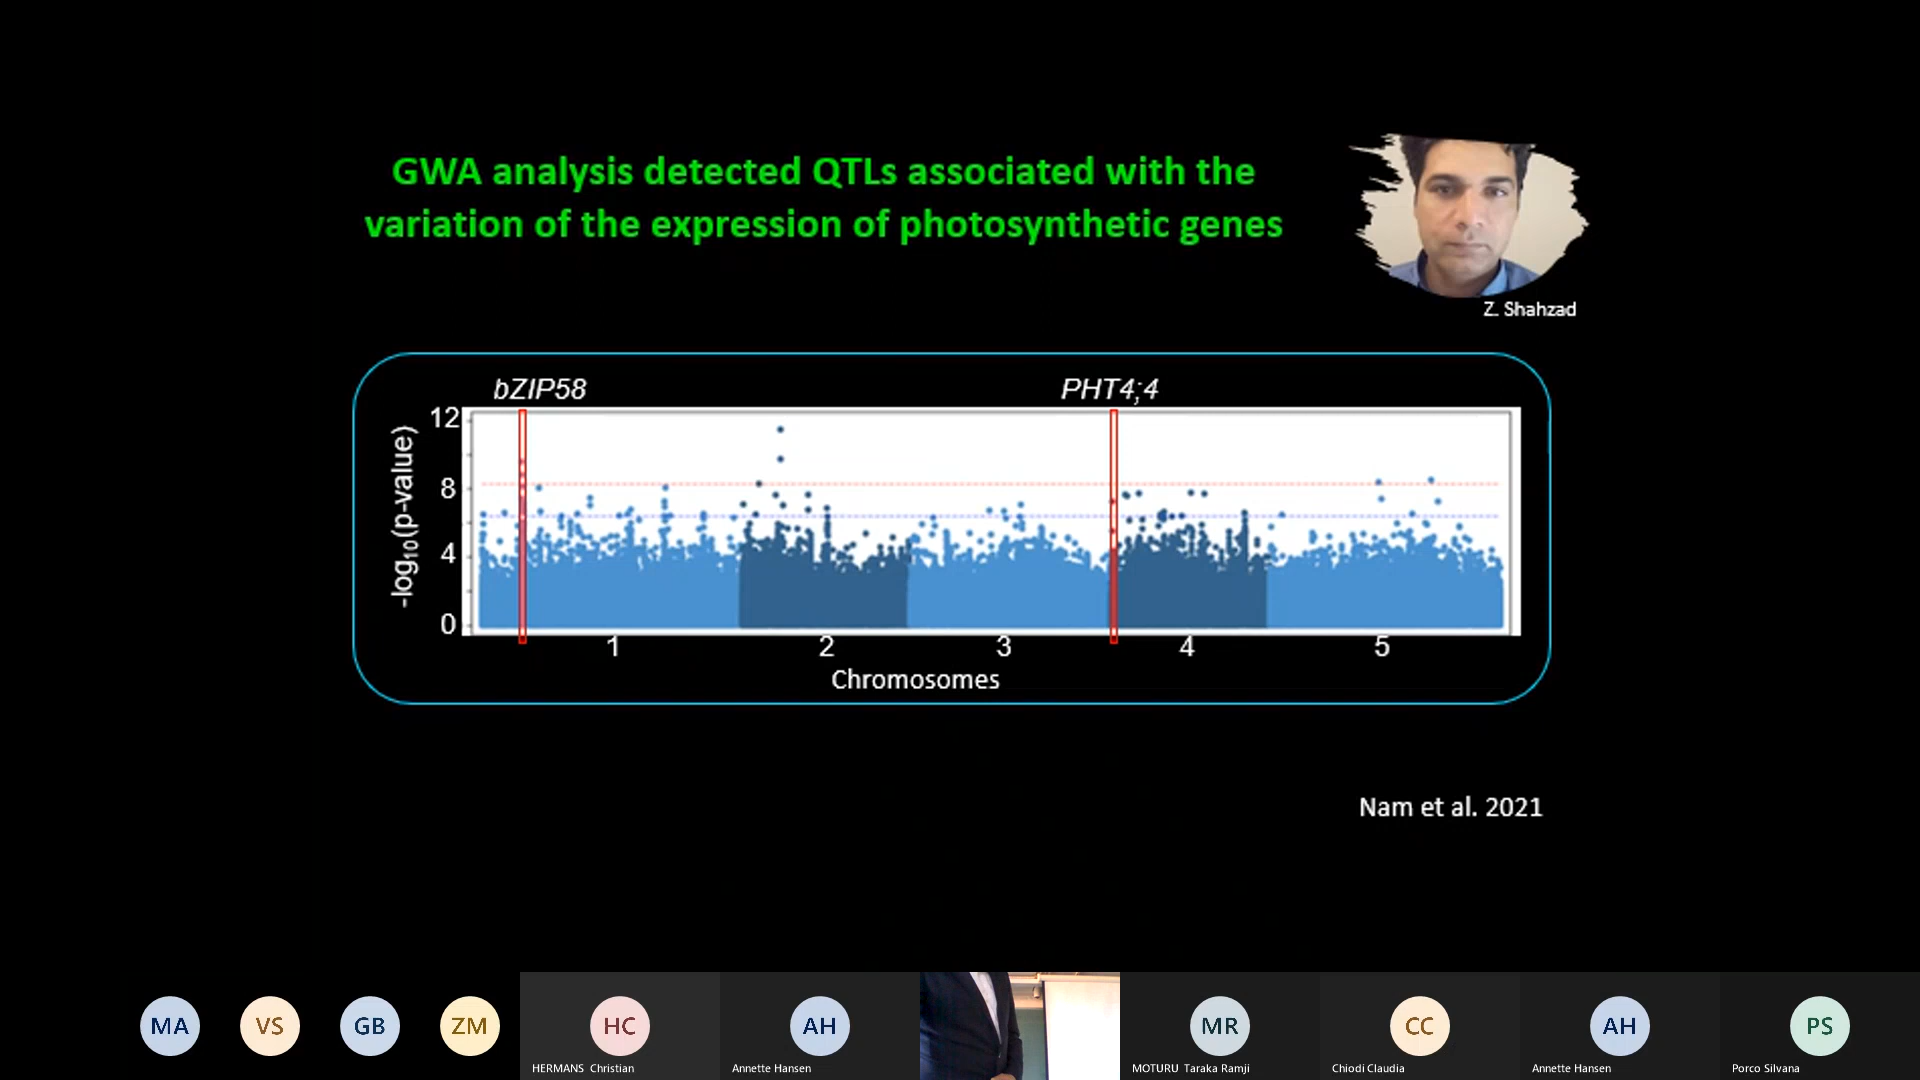 GWA analysis detected QTLs associated with the
variation of the expression of photosynthetic genes
Z. Shahzad
bZIP58
PHT4;4
12
8
4
0
-log10(p-value)
1 2 3 4 5
Chromosomes
Nam et al. 2021
MA VS GB ZM HC AH MR CC AH PS
HERMANS Christian
Annette Hansen
MOTURU Taraka Ramji
Chiodi Claudia
Annette Hansen
Porco Silvana